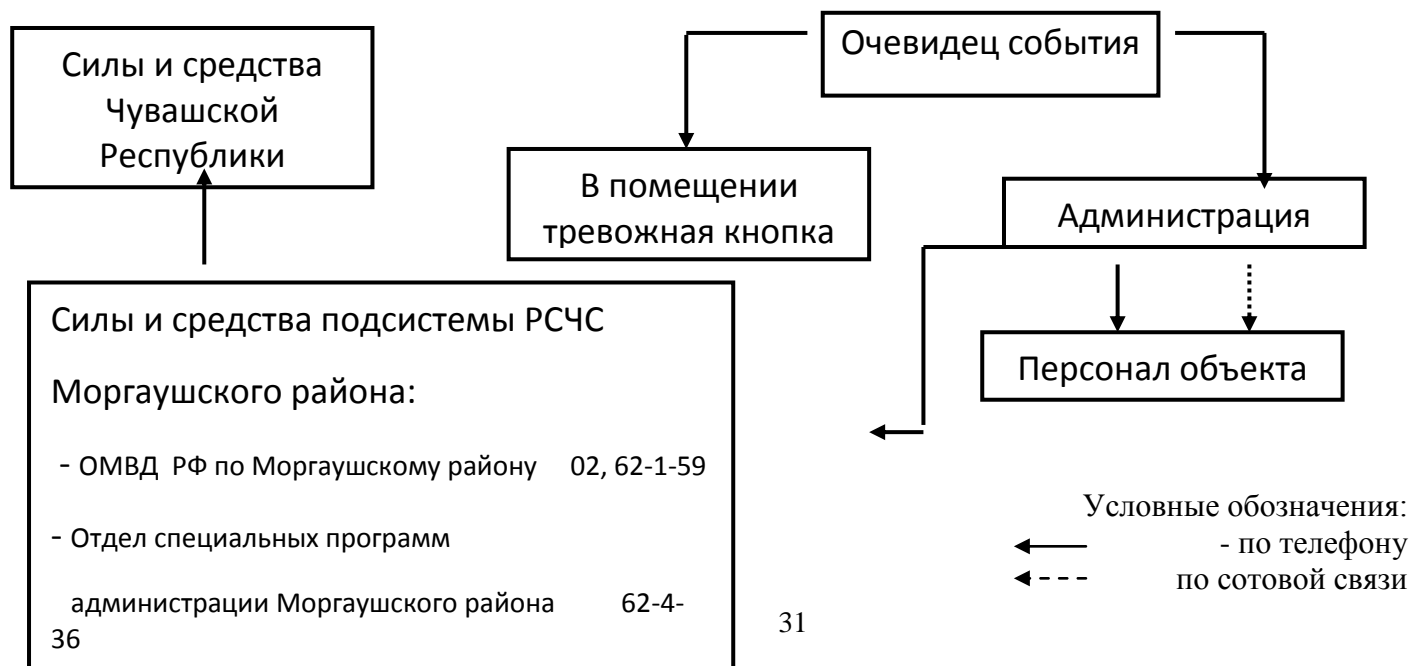 Силы и средства
Чувашской
Республики
Очевидец события
В помещении
тревожная кнопка
Администрация
Персонал объекта
Силы и средства подсистемы РСЧС
Моргаушского района:
- ОМВД РФ по Моргаушскому району 02, 62-1-59
- Отдел специальных программ
администрации Моргаушского района 62-4-
36
Условные обозначения:
- по телефону
по сотовой связи
31